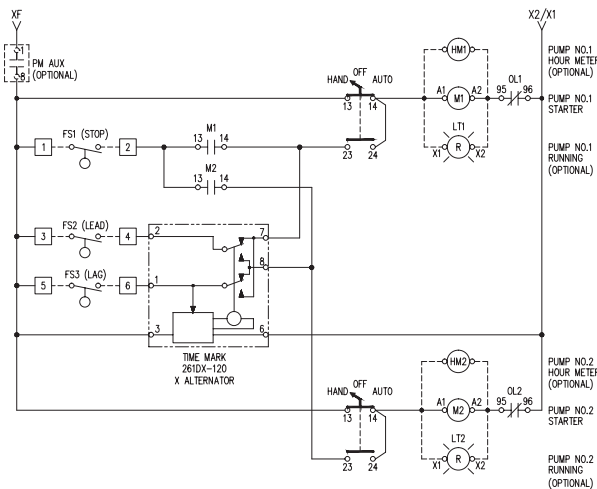 XF
X2/X1
1
PM AUX
(OPTIONAL)
8
HM1
PUMP NO.1
HOUR METER
(OPTIONAL)
OFF
HAND
AUTO
OL1
13
14
A1
M1
A2
95
96
PUMP NO.1
STARTER
LT1
M1
1
FS1 (STOP)
2
13
14
23
24
X1
R
X2
PUMP NO.1
RUNNING
(OPTIONAL)
M2
13
14
3
FS2 (LEAD)
4
2
7
8
5
FS3 (LAG)
6
1
3
6
TIME MARK
261DX-120
X ALTERNATOR
HM2
PUMP NO.2
HOUR METER
(OPTIONAL)
OFF
HAND
AUTO
OL2
13
14
A1
M2
A2
95
96
PUMP NO.2
STARTER
LT2
23
24
X1
R
X2
PUMP NO.2
RUNNING
(OPTIONAL)